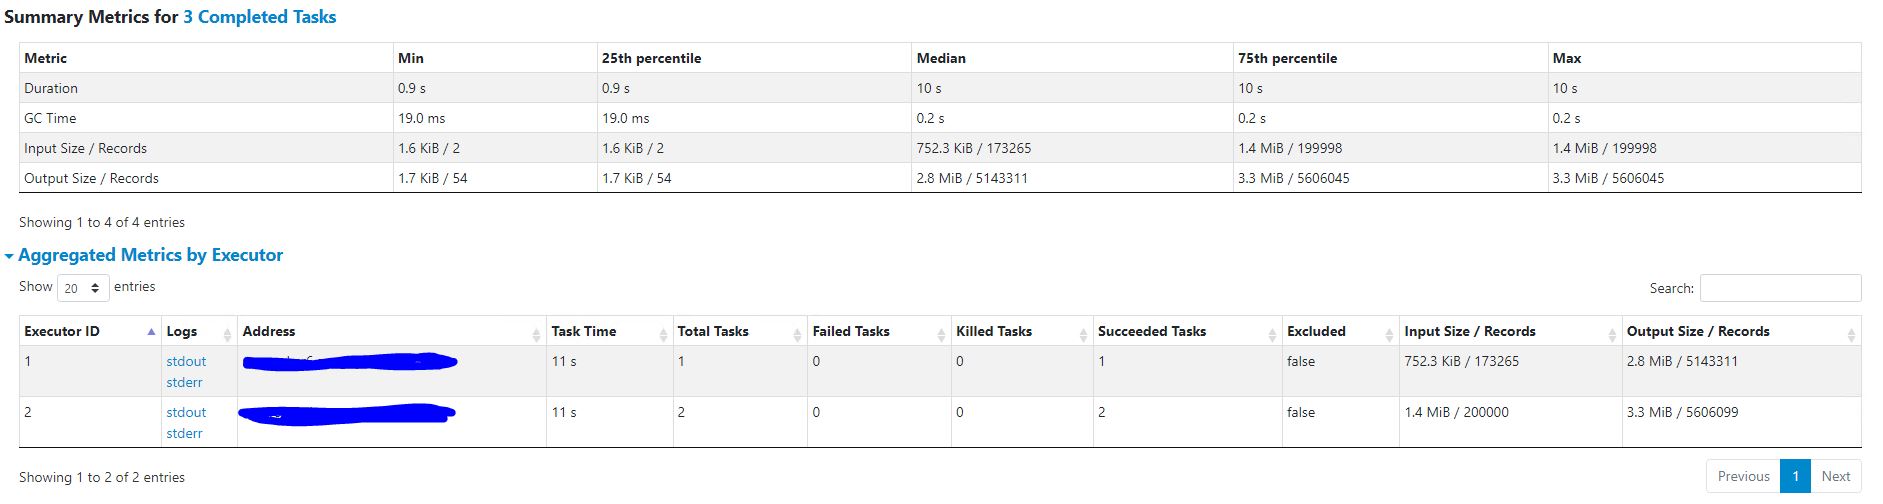 Summary Metrics for 3 Completed Tasks
Metric Min 25th percentile Median 75th percentile Max
Duration 0.9 s 0.9 s 10 s 10 s 10 s
GC Time 19.0 ms 19.0 ms 0.2 s 0.2 s 0.2 s
Input Size / Records 1.6 KiB / 2 1.6 KiB / 2 752.3 KiB / 173265 1.4 MiB / 199998 1.4 MiB / 199998
Output Size / Records 1.7 KiB / 54 1.7 KiB / 54 2.8 MiB / 5143311 3.3 MiB / 5606045 3.3 MiB / 5606045
Showing 1 to 4 of 4 entries
Aggregated Metrics by Executor
Show 20 entries Search:
Executor ID Logs Address Task Time Total Tasks Failed Tasks Killed Tasks Succeeded Tasks Excluded Input Size / Records Output Size / Records
1 stdout 11 s 1 0 0 1 false 752.3 KiB / 173265 2.8 MiB / 5143311
stderr
2 stdout 11 s 2 0 0 2 false 1.4 MiB / 200000 3.3 MiB / 5606099
stderr
Showing 1 to 2 of 2 entries Previous 1 Next